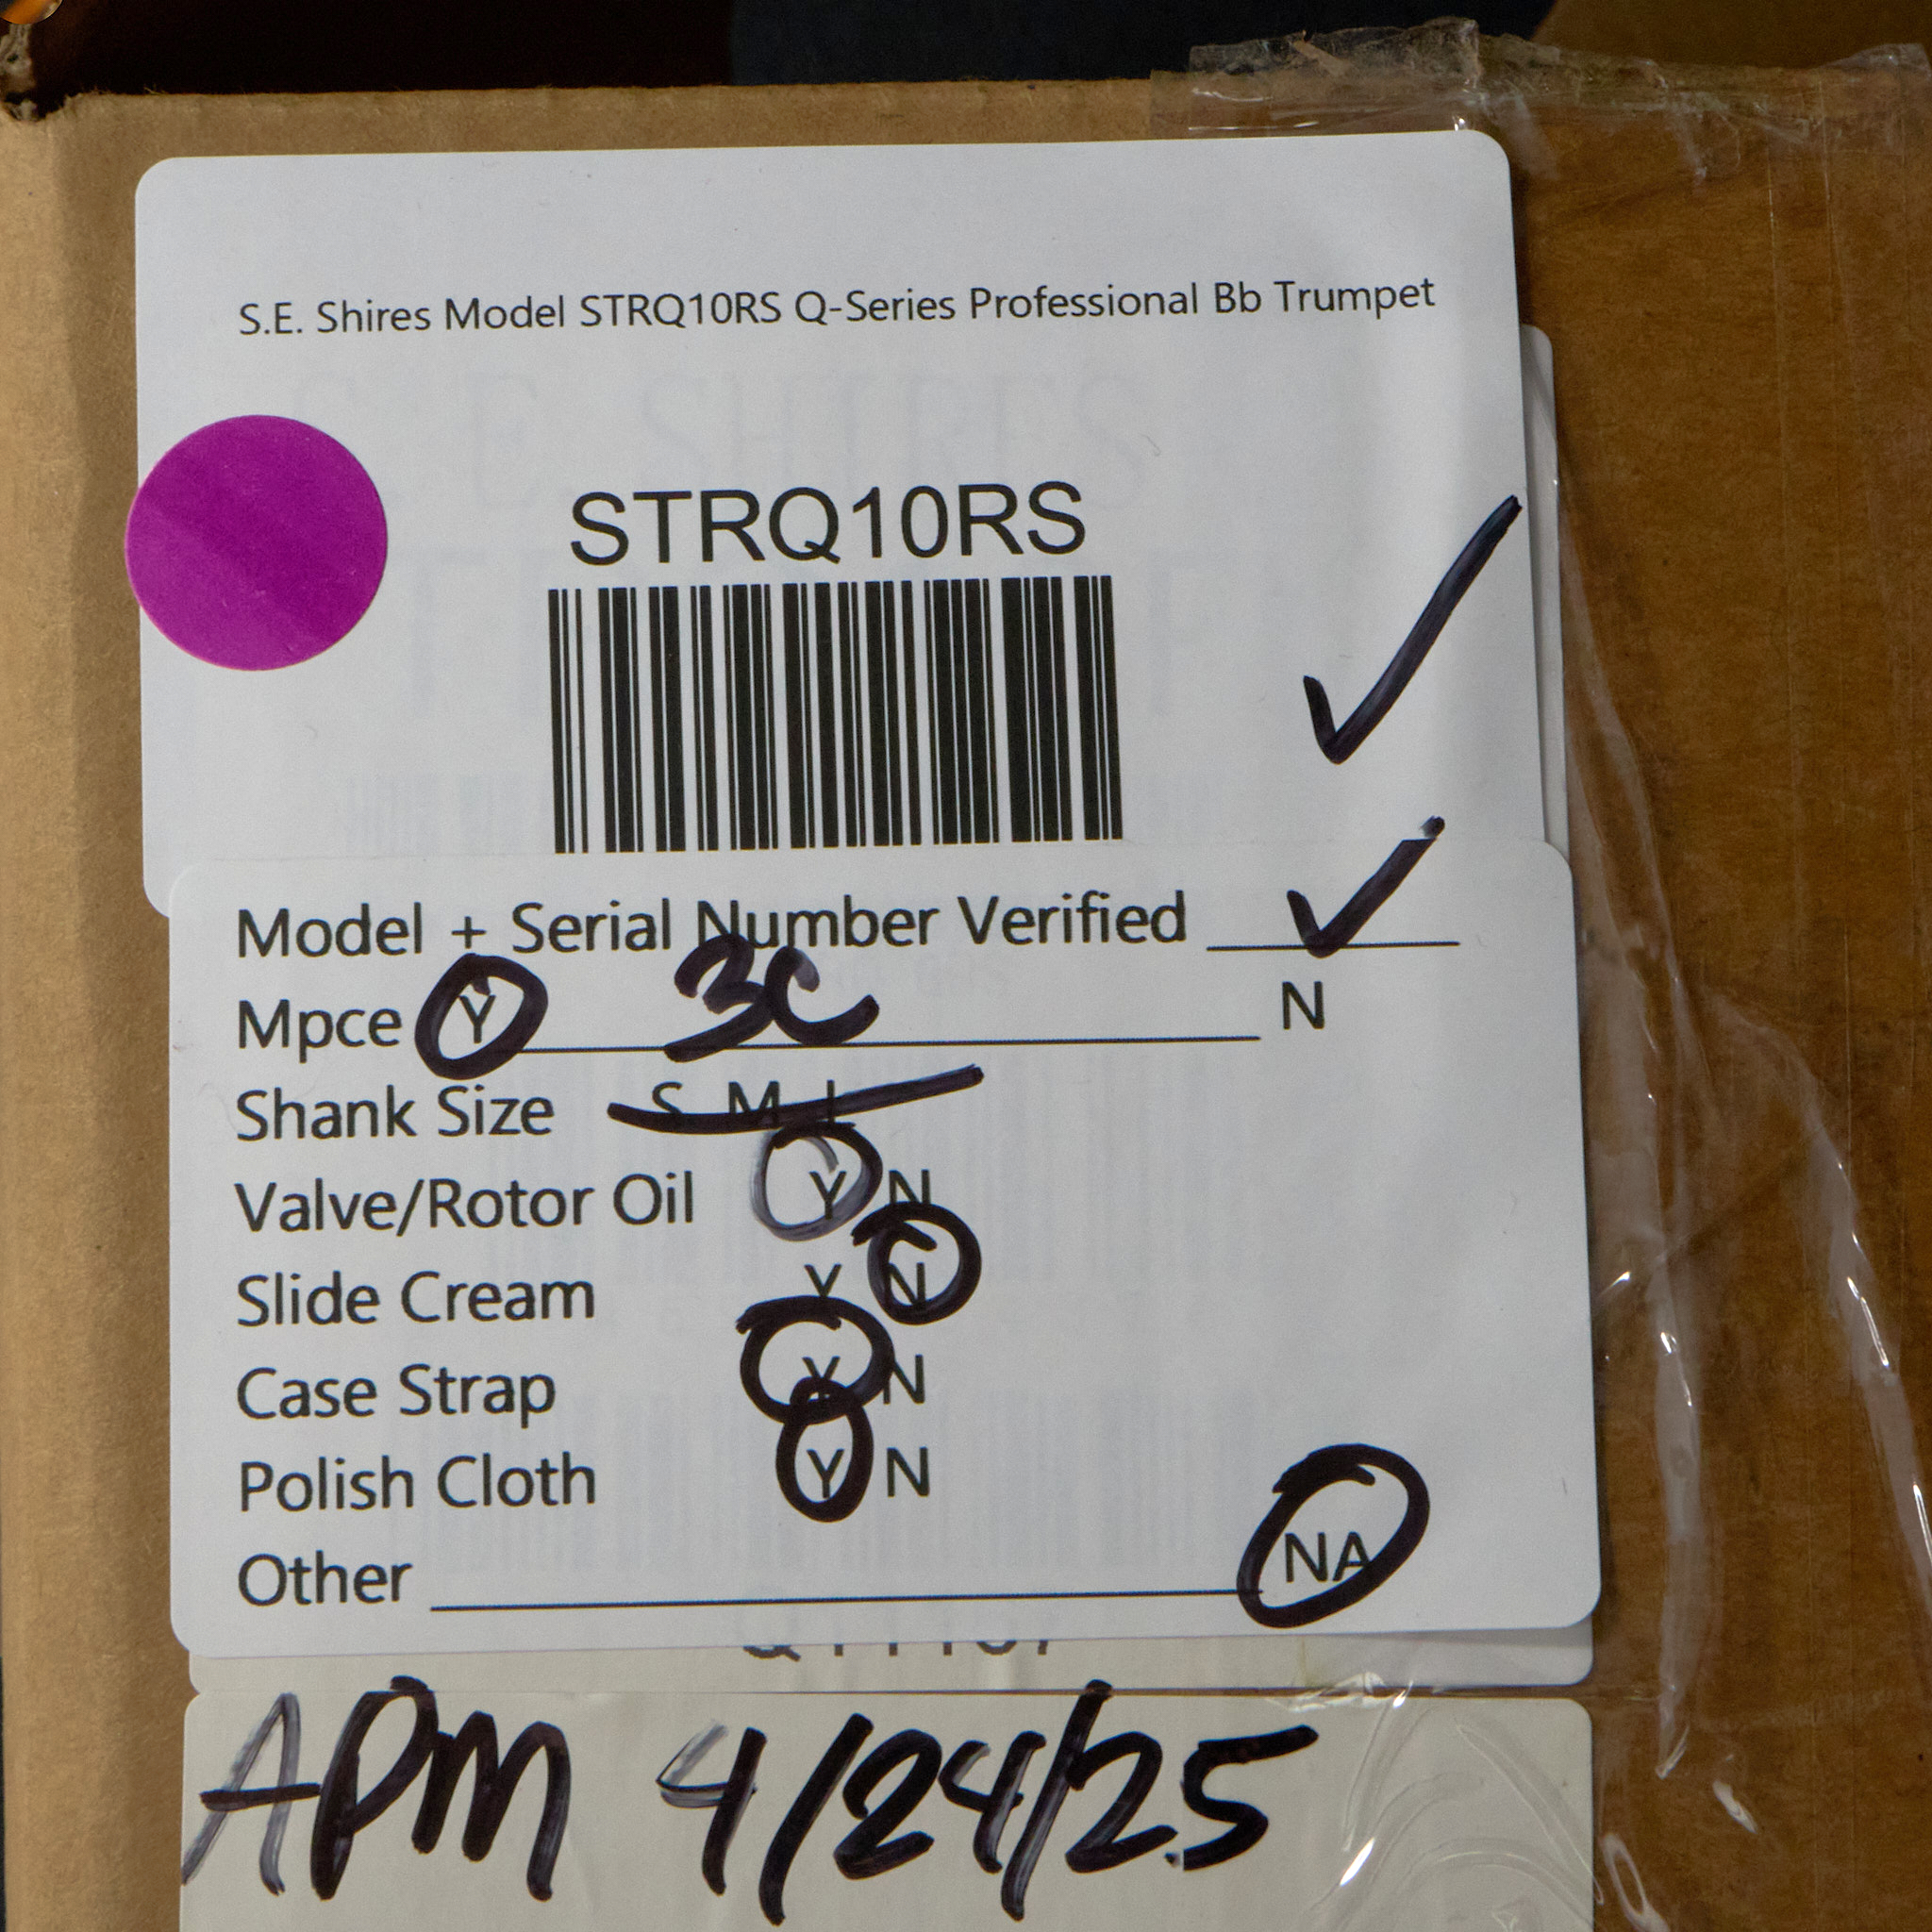 S.E. Shires Model STRQ10RS Q-Series Professional Bb Trumpet
STRQ10RS
Model + Serial Number Verified ✓
Mpce Y 3C N
Shank Size S M L
Valve/Rotor Oil Y N
Slide Cream Y N
Case Strap Y N
Polish Cloth Y N
Other NA
APM 4/24/25